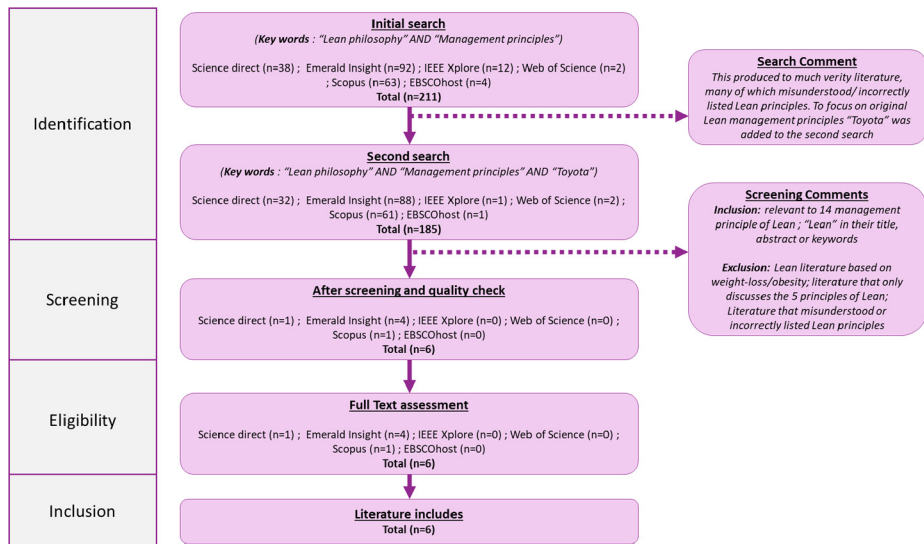 Identification
Initial search
(Key words : “Lean philosophy” AND “Management principles”)
Science direct (n=38) ; Emerald Insight (n=92) ; IEEE Xplore (n=12) ; Web of Science (n=2)
; Scopus (n=63) ; EBSCOhost (n=4)
Total (n=211)
Search Comment
This produced to much verity literature,
many of which misunderstood/ incorrectly
listed Lean principles. To focus on original
Lean management principles “Toyota” was
added to the second search
Second search
(Key words : “Lean philosophy” AND “Management principles” AND “Toyota”)
Science direct (n=32) ; Emerald Insight (n=88) ; IEEE Xplore (n=1) ; Web of Science (n=2) ;
Scopus (n=61) ; EBSCOhost (n=1)
Total (n=185)
Screening Comments
Inclusion: relevant to 14 management
principle of Lean ; “Lean” in their title,
abstract or keywords
Exclusion: Lean literature based on
weight-loss/obesity; literature that only
discusses the 5 principles of Lean;
Literature that misunderstood or
incorrectly listed Lean principles
Screening
After screening and quality check
Science direct (n=1) ; Emerald Insight (n=4) ; IEEE Xplore (n=0) ; Web of Science (n=0) ;
Scopus (n=1) ; EBSCOhost (n=0)
Total (n=6)
Eligibility
Full Text assessment
Science direct (n=1) ; Emerald Insight (n=4) ; IEEE Xplore (n=0) ; Web of Science (n=0) ;
Scopus (n=1) ; EBSCOhost (n=0)
Total (n=6)
Inclusion
Literature includes
Total (n=6)